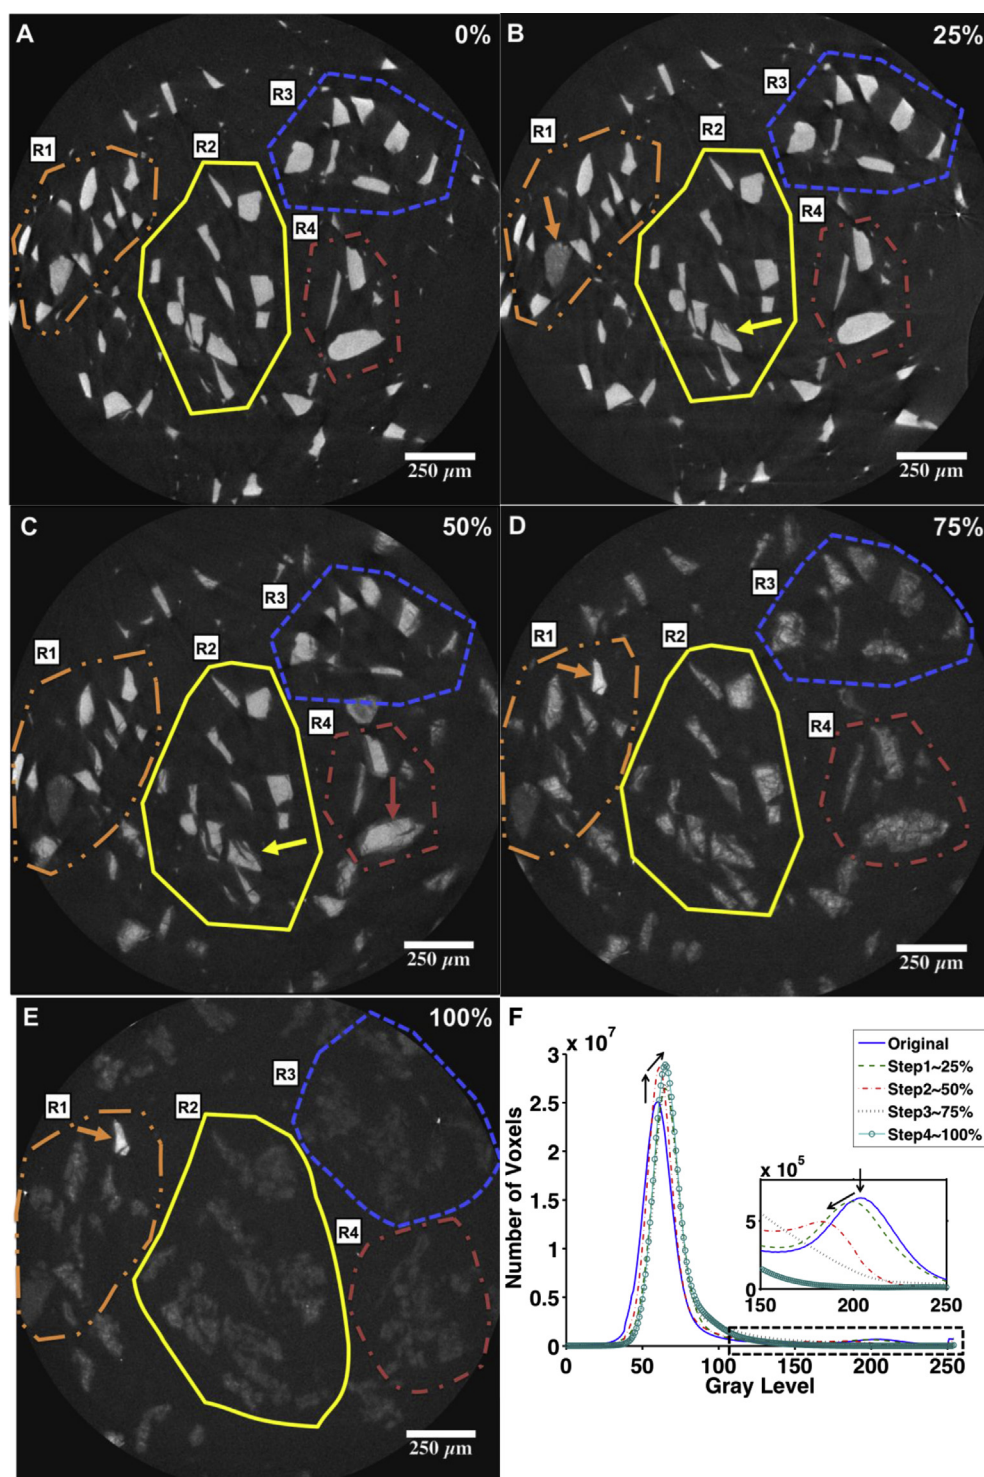 A 0%
R3
R1
R2
R4
250 µm
B 25%
R3
R1
R2
R4
250 µm
C 50%
R3
R1
R2
R4
250 µm
D 75%
R3
R1
R2
R4
250 µm
E 100%
R3
R1
R2
R4
250 µm
F
x 10^7
3
2.5
2
1.5
1
0.5
0
Number of Voxels
Original
Step1~25%
Step2~50%
Step3~75%
Step4~100%
x 10^5
5
0
150 200 250
0 50 100 150 200 250
Gray Level